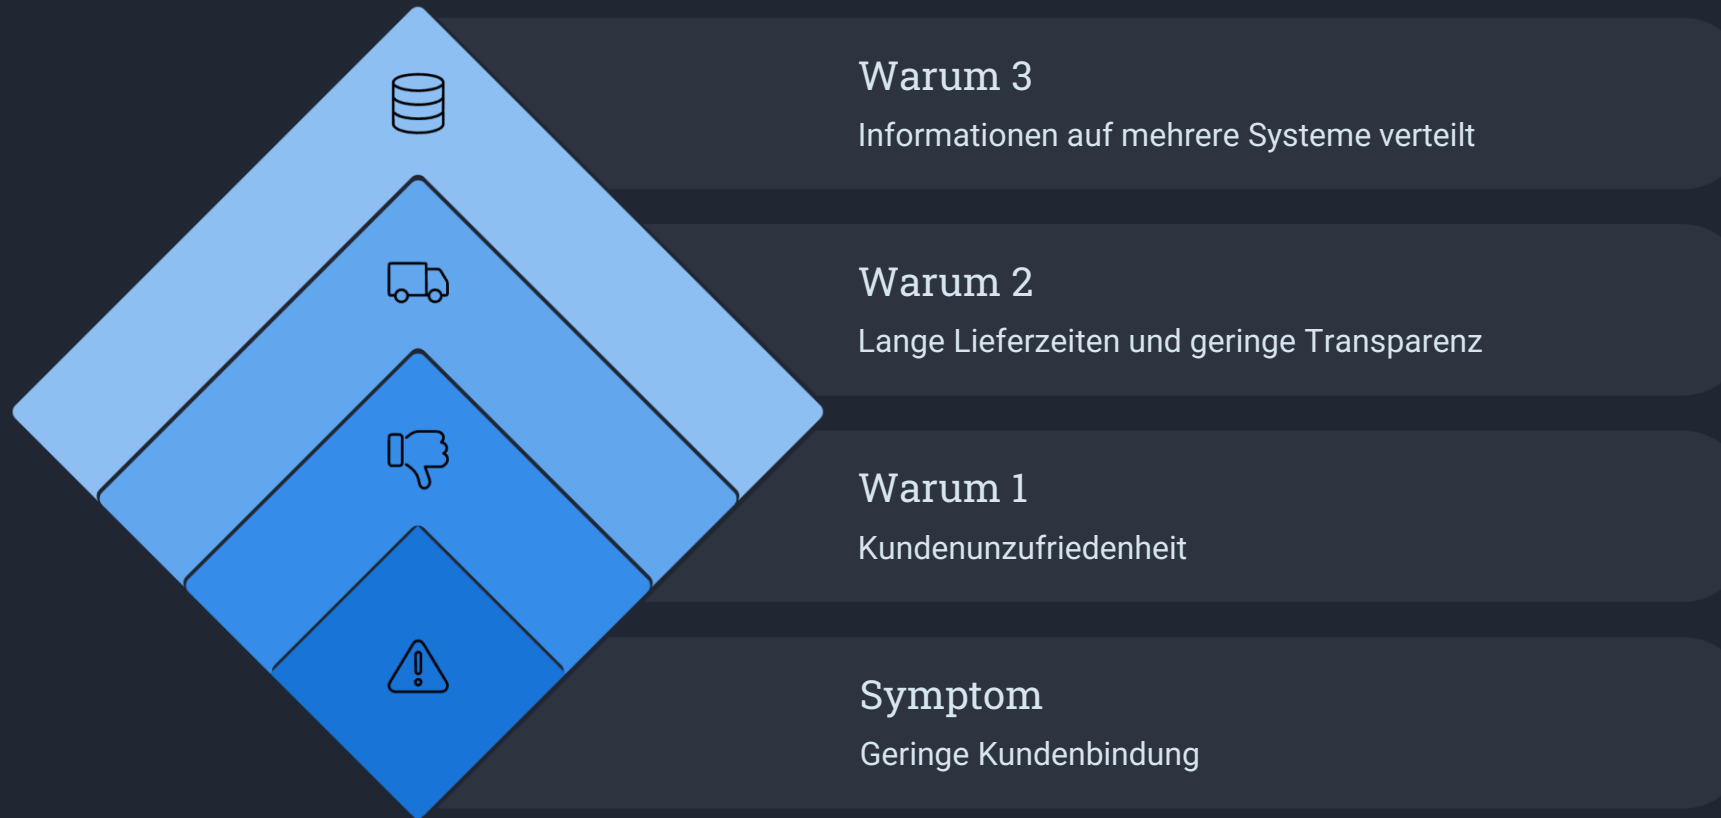 Warum 3
Informationen auf mehrere Systeme verteilt
Warum 2
Lange Lieferzeiten und geringe Transparenz
Warum 1
Kundenunzufriedenheit
Symptom
Geringe Kundenbindung